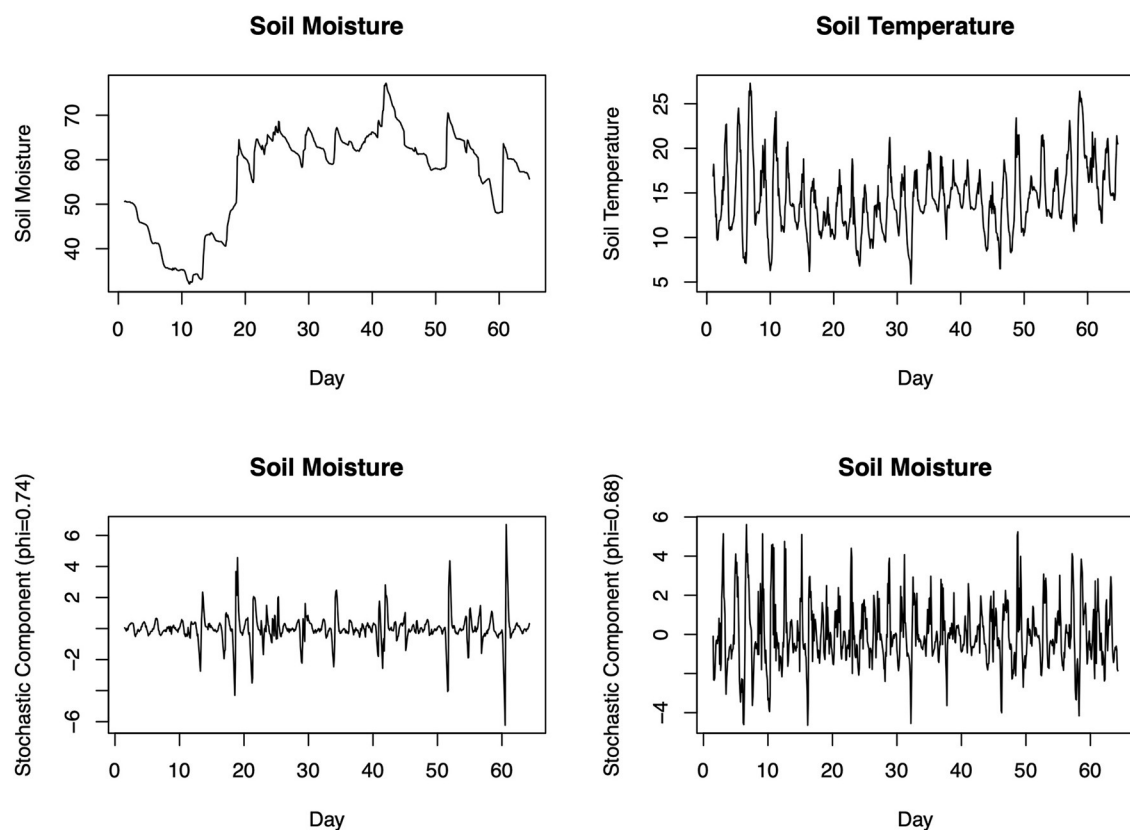 Soil Moisture
Soil Moisture
70
60
50
40
0 10 20 30 40 50 60
Day
Soil Temperature
Soil Temperature
25
20
15
10
5
0 10 20 30 40 50 60
Day
Soil Moisture
Stochastic Component (phi=0.74)
6
2
−2
−6
0 10 20 30 40 50 60
Day
Soil Moisture
Stochastic Component (phi=0.68)
6
4
2
0
−4
0 10 20 30 40 50 60
Day